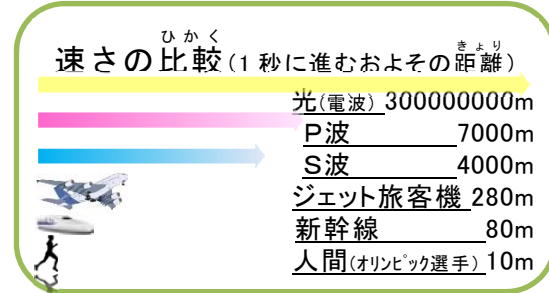 ひかく きょり
速さの比較(1秒に進むおよその距離)
光(電波) 300000000m
P波 7000m
S波 4000m
ジェット旅客機 280m
新幹線 80m
人間(オリンピック選手) 10m